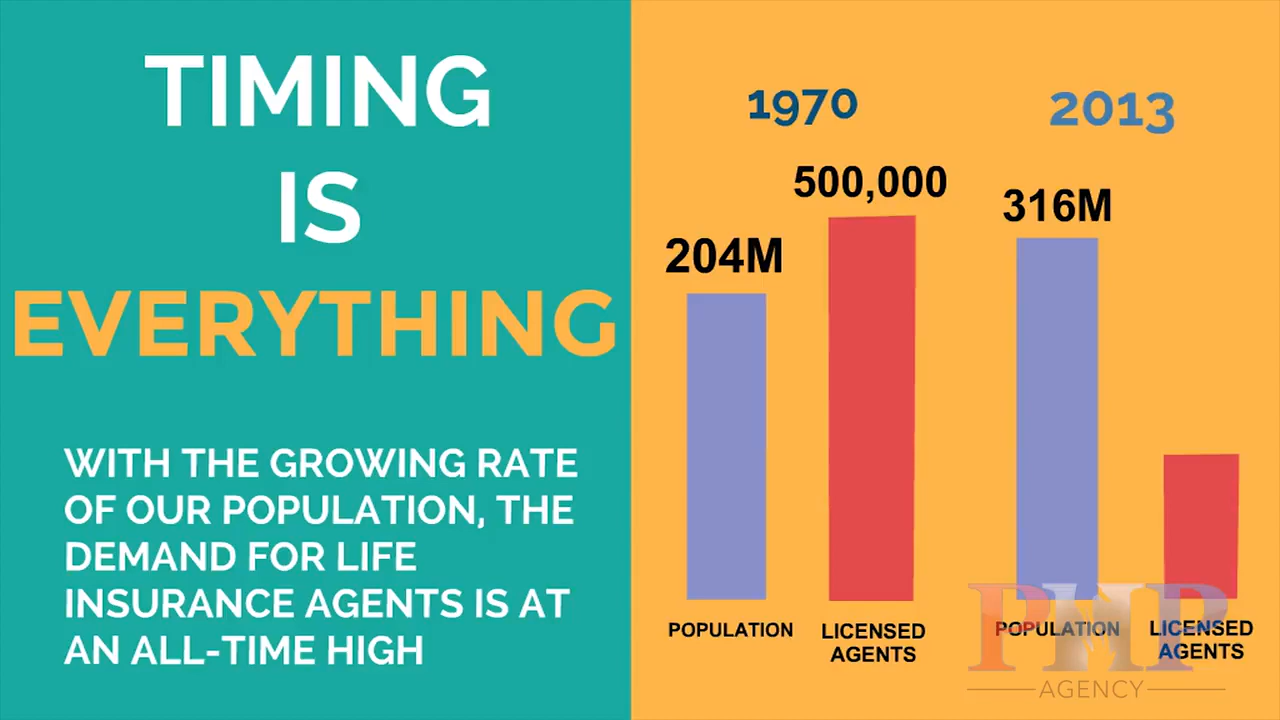 TIMING
IS
EVERYTHING
WITH THE GROWING RATE
OF OUR POPULATION, THE
DEMAND FOR LIFE
INSURANCE AGENTS IS AT
AN ALL-TIME HIGH
1970
2013
500,000
204M
316M
POPULATION
LICENSED
AGENTS
POPULATION
LICENSED
AGENTS
PHP
AGENCY